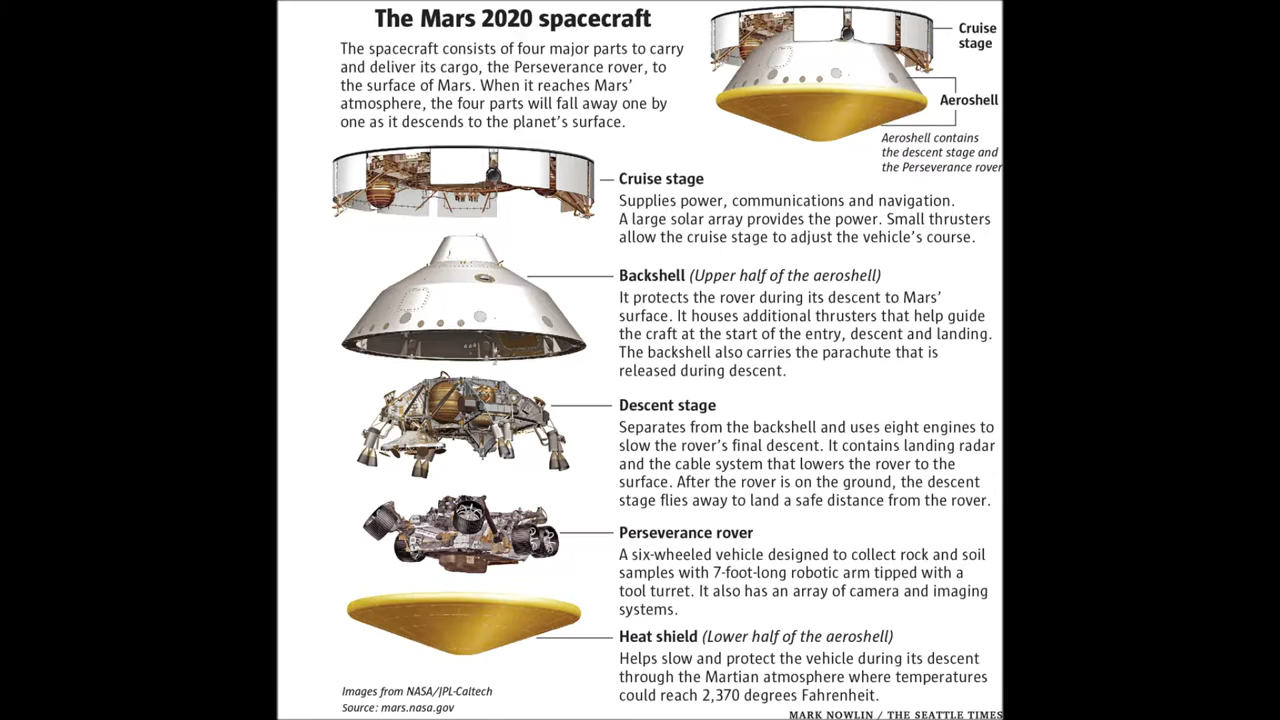 The Mars 2020 spacecraft
The spacecraft consists of four major parts to carry
and deliver its cargo, the Perseverance rover, to
the surface of Mars. When it reaches Mars'
atmosphere, the four parts will fall away one by
one as it descends to the planet's surface.
Cruise
stage
Aeroshell
Aeroshell contains
the descent stage and
the Perseverance rover
Cruise stage
Supplies power, communications and navigation.
A large solar array provides the power. Small thrusters
allow the cruise stage to adjust the vehicle's course.
Backshell (Upper half of the aeroshell)
It protects the rover during its descent to Mars'
surface. It houses additional thrusters that help guide
the craft at the start of the entry, descent and landing.
The backshell also carries the parachute that is
released during descent.
Descent stage
Separates from the backshell and uses eight engines to
slow the rover's final descent. It contains landing radar
and the cable system that lowers the rover to the
surface. After the rover is on the ground, the descent
stage flies away to land a safe distance from the rover.
Perseverance rover
A six-wheeled vehicle designed to collect rock and soil
samples with 7-foot-long robotic arm tipped with a
tool turret. It also has an array of camera and imaging
systems.
Heat shield (Lower half of the aeroshell)
Helps slow and protect the vehicle during its descent
through the Martian atmosphere where temperatures
could reach 2,370 degrees Fahrenheit.
Images from NASA/JPL-Caltech
Source: mars.nasa.gov
MARK NOWLIN / THE SEATTLE TIMES